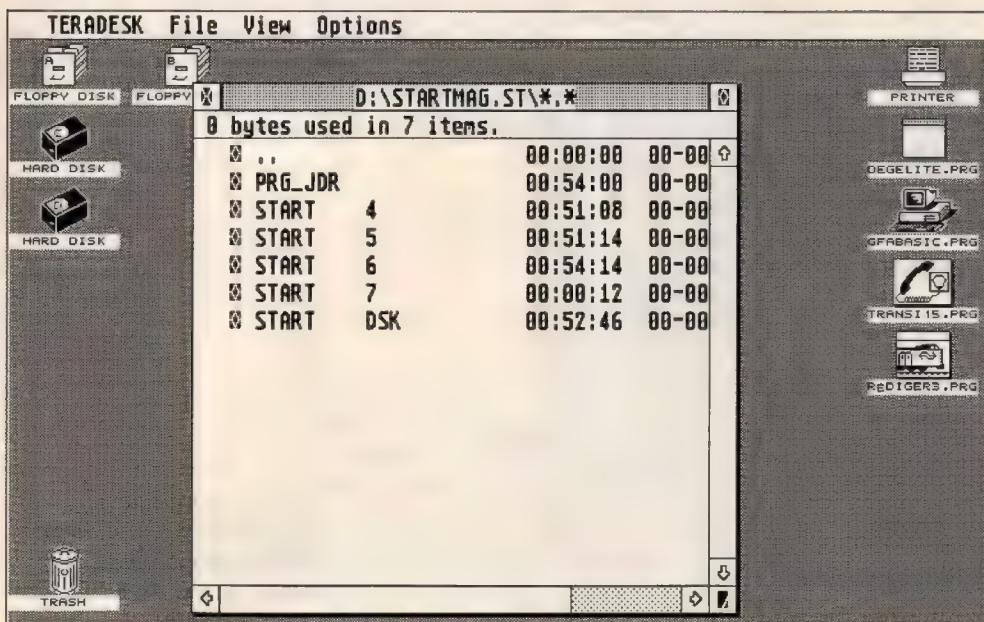 TERADESK File View Options
FLOPPY DISK
FLOPPY
HARD DISK
HARD DISK
TRASH
D:\STARTMAG.ST\*.*
0 bytes used in 7 items.
.. 00:00:00 00-00
PRG_JDR 00:54:00 00-00
START 4 00:51:08 00-00
START 5 00:51:14 00-00
START 6 00:54:14 00-00
START 7 00:00:12 00-00
START DSK 00:52:46 00-00
PRINTER
DEGELITE.PRG
GFABASIC.PRG
TRANSI15.PRG
REDIGER3.PRG